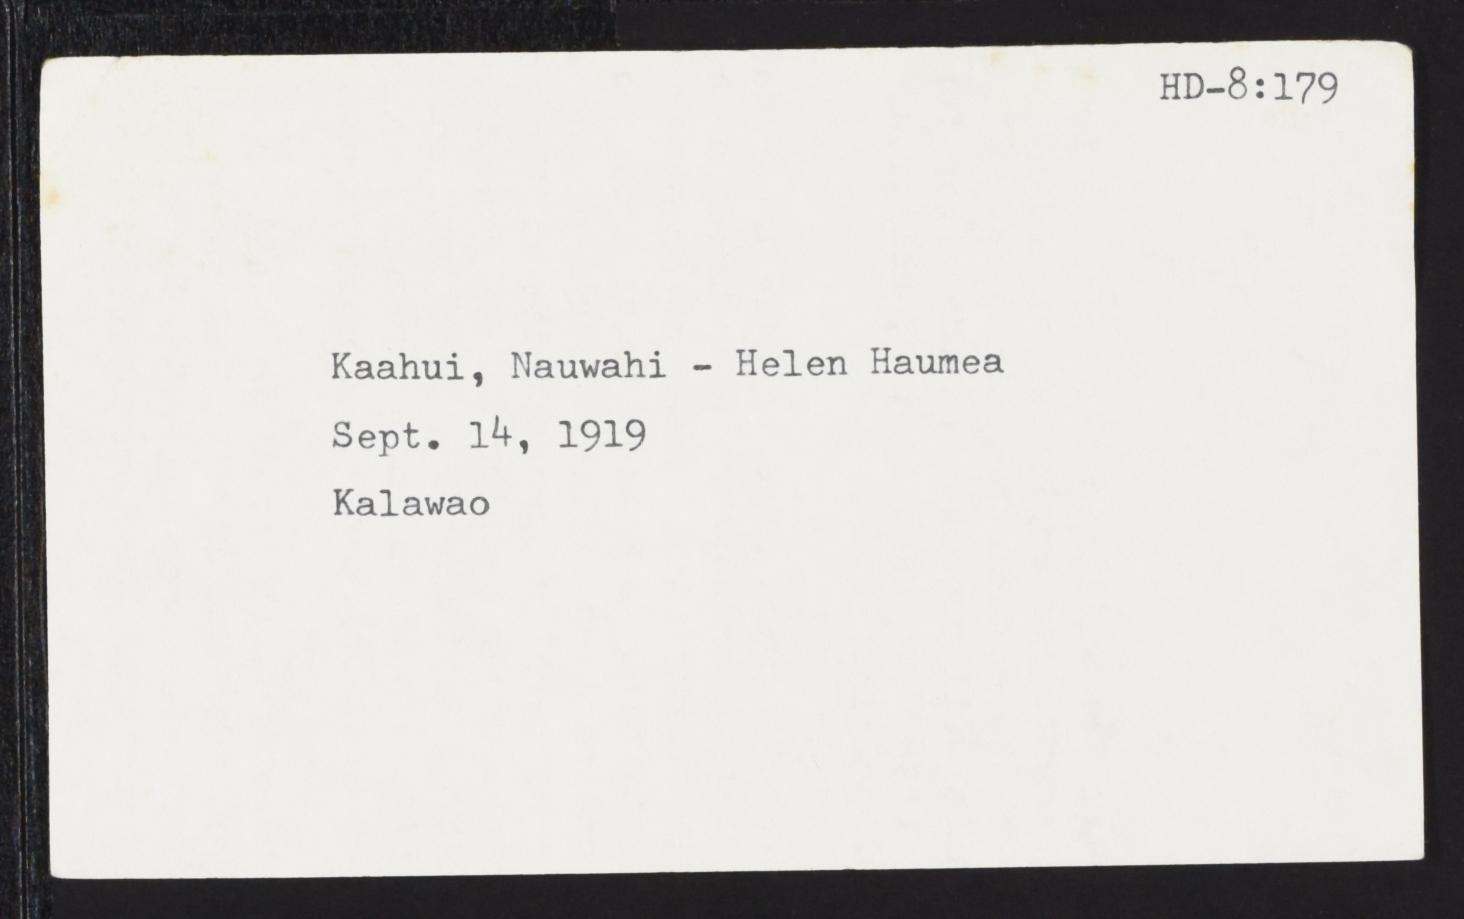 HD-8:179
Kaahui, Nauwahi - Helen Haumea
Sept. 14, 1919
Kalawao